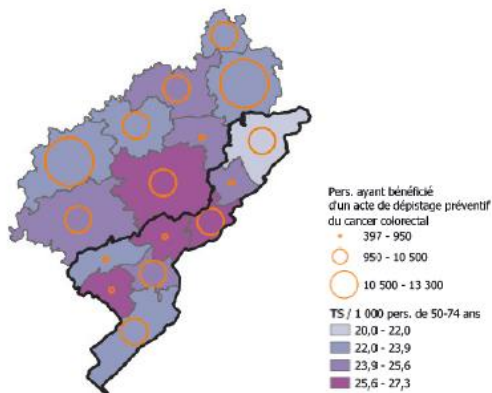 Pers. ayant bénéficié
d'un acte de dépistage préventif
du cancer colorectal
397 - 950
950 - 10 500
10 500 - 13 300
TS / 1 000 pers. de 50-74 ans
20,0 - 22,0
22,0 - 23,9
23,9 - 25,6
25,6 - 27,3